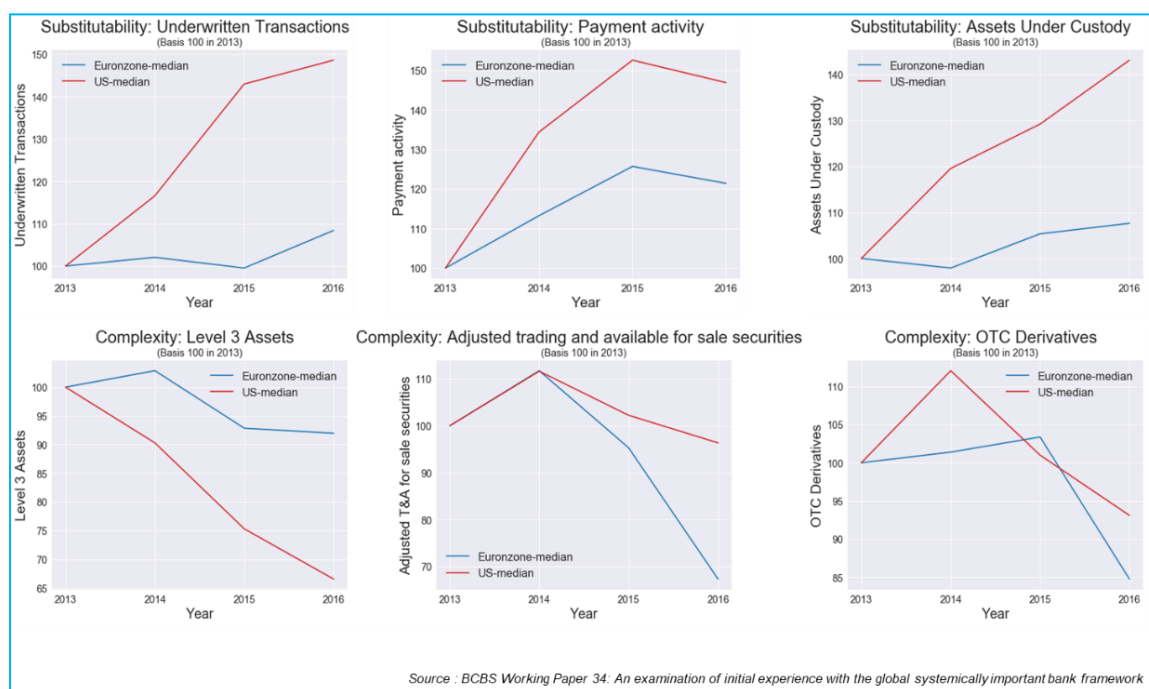 Substitutability: Underwritten Transactions
(Basis 100 in 2013)
Euronzone-median
US-median
150
140
130
120
110
100
Underwritten Transactions
2013
2014
2015
2016
Year
Substitutability: Payment activity
(Basis 100 in 2013)
Euronzone-median
US-median
150
140
130
120
110
100
Payment activity
2013
2014
2015
2016
Year
Substitutability: Assets Under Custody
(Basis 100 in 2013)
Euronzone-median
US-median
140
130
120
110
100
Assets Under Custody
2013
2014
2015
2016
Year
Complexity: Level 3 Assets
(Basis 100 in 2013)
Euronzone-median
US-median
100
95
90
85
80
75
70
65
Level 3 Assets
2013
2014
2015
2016
Year
Complexity: Adjusted trading and available for sale securities
(Basis 100 in 2013)
110
100
90
80
70
Adjusted T&A for sale securities
Euronzone-median
US-median
2013
2014
2015
2016
Year
Complexity: OTC Derivatives
(Basis 100 in 2013)
Euronzone-median
US-median
110
105
100
95
90
85
OTC Derivatives
2013
2014
2015
2016
Year
Source : BCBS Working Paper 34: An examination of initial experience with the global systemically important bank framework